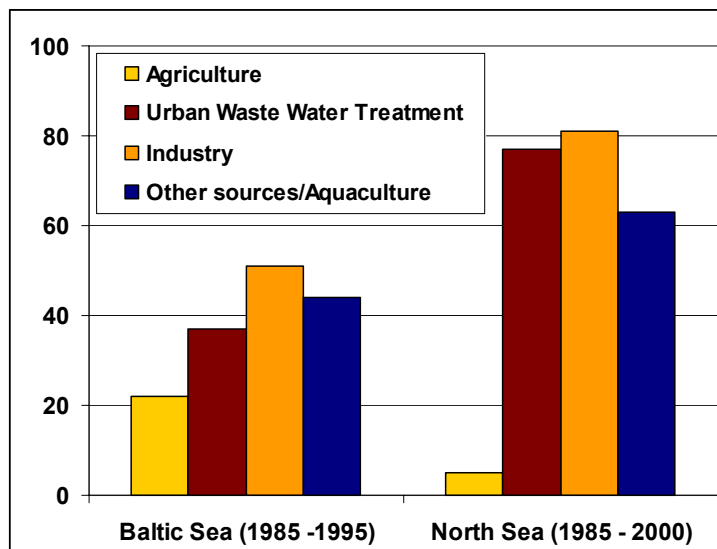 100
80
60
40
20
0
Agriculture
Urban Waste Water Treatment
Industry
Other sources/Aquaculture
Baltic Sea (1985 -1995)
North Sea (1985 - 2000)